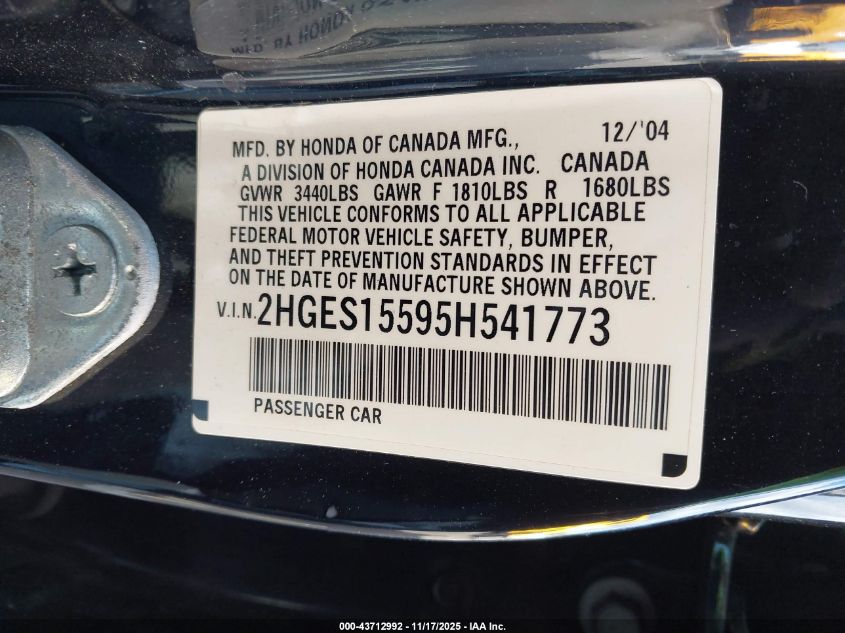 MFD. BY HONDA OF CANADA MFG., 12/'04
A DIVISION OF HONDA CANADA INC. CANADA
GVWR 3440LBS GAWR F 1810LBS R 1680LBS
THIS VEHICLE CONFORMS TO ALL APPLICABLE
FEDERAL MOTOR VEHICLE SAFETY, BUMPER,
AND THEFT PREVENTION STANDARDS IN EFFECT
ON THE DATE OF MANUFACTURE SHOWN ABOVE.
V.I.N. 2HGES15595H541773
PASSENGER CAR
000-43712992 - 11/17/2025 - IAA Inc.